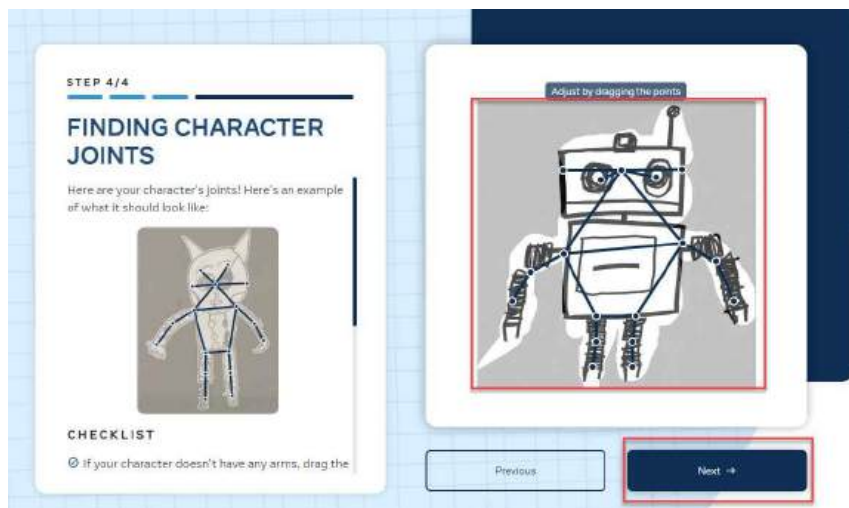 STEP 4/4
FINDING CHARACTER
JOINTS
Here are your character's joints! Here's an example
of what it should look like:
CHECKLIST
If your character doesn't have any arms, drag the
Adjust by dragging the points
Previous
Next →